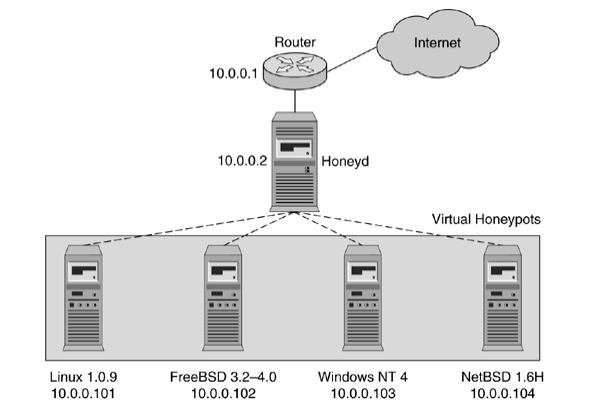 Router
Internet
10.0.0.1
10.0.0.2
Honeyd
Virtual Honeypots
Linux 1.0.9
10.0.0.101
FreeBSD 3.2–4.0
10.0.0.102
Windows NT 4
10.0.0.103
NetBSD 1.6H
10.0.0.104